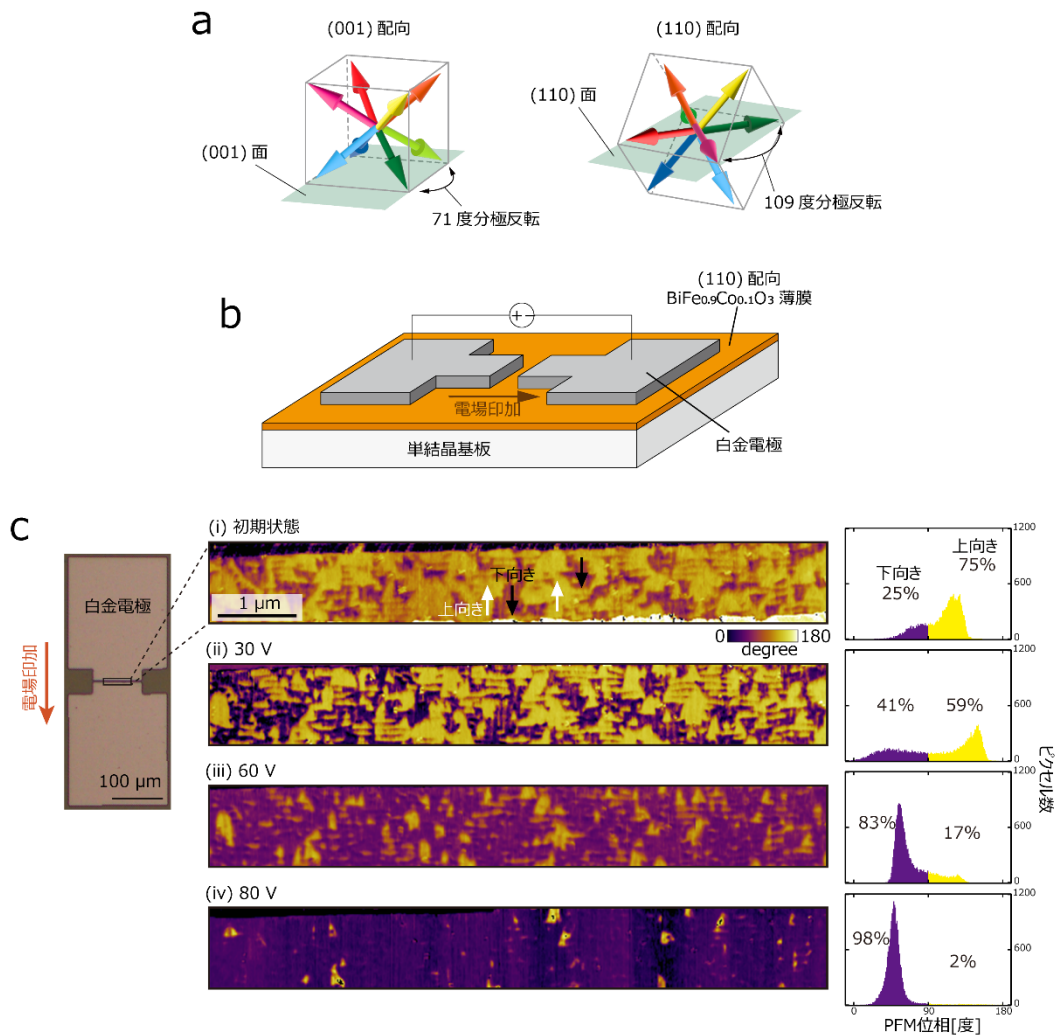 a
(001) 配向
(110) 配向
(001) 面
(110) 面
71 度分極反転
109 度分極反転
b
(110) 配向
BiFe0.9Co0.1O3 薄膜
+-
電場印加
白金電極
単結晶基板
c
白金電極
電場印加
100 μm
(i) 初期状態
下向き
上向き
1 μm
0 180
degree
(ii) 30 V
(iii) 60 V
(iv) 80 V
1200
上向き
75%
下向き
25%
600
0
1200
41%
59%
600
0
1200
83%
17%
600
0
1200
98%
2%
600
0
0 90 180
PFM位相[度]
ピクセル数